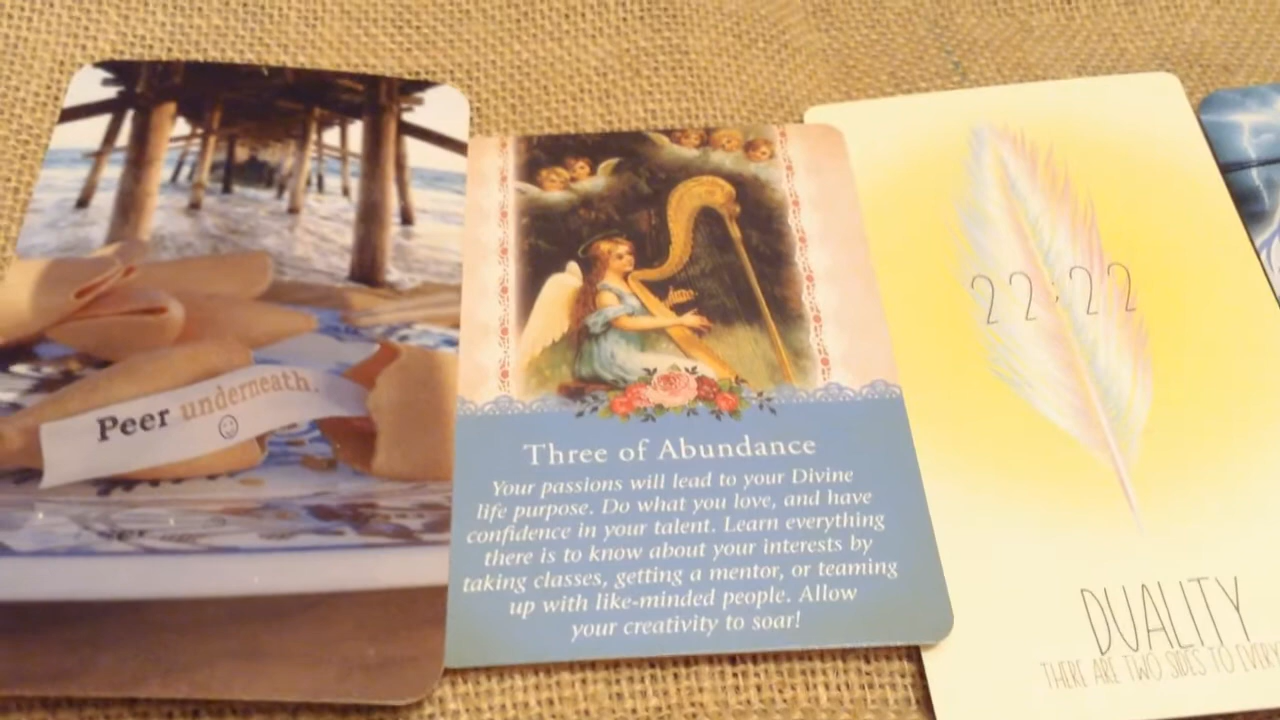 Peer underneath.
Three of Abundance
Your passions will lead to your Divine
life purpose. Do what you love, and have
confidence in your talent. Learn everything
there is to know about your interests by
taking classes, getting a mentor, or teaming
up with like-minded people. Allow
your creativity to soar!
22:22
DUALITY
THERE ARE TWO SIDES TO